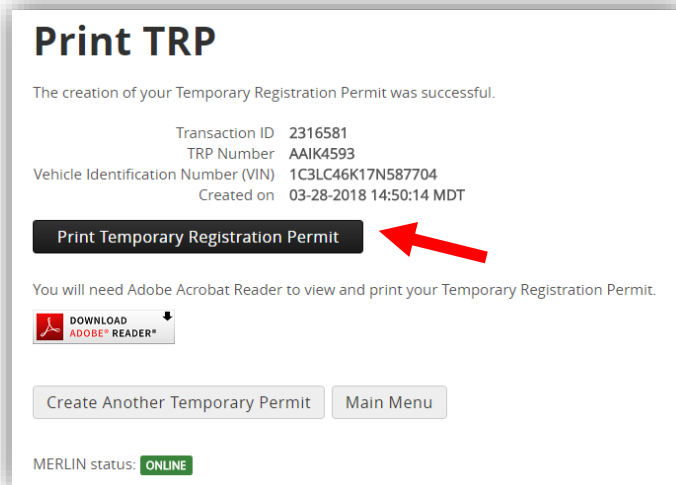 Print TRP
The creation of your Temporary Registration Permit was successful.
Transaction ID 2316581
TRP Number AAIK4593
Vehicle Identification Number (VIN) 1C3LC46K17N587704
Created on 03-28-2018 14:50:14 MDT
Print Temporary Registration Permit
You will need Adobe Acrobat Reader to view and print your Temporary Registration Permit.
DOWNLOAD
ADOBE® READER®
Create Another Temporary Permit Main Menu
MERLIN status: ONLINE